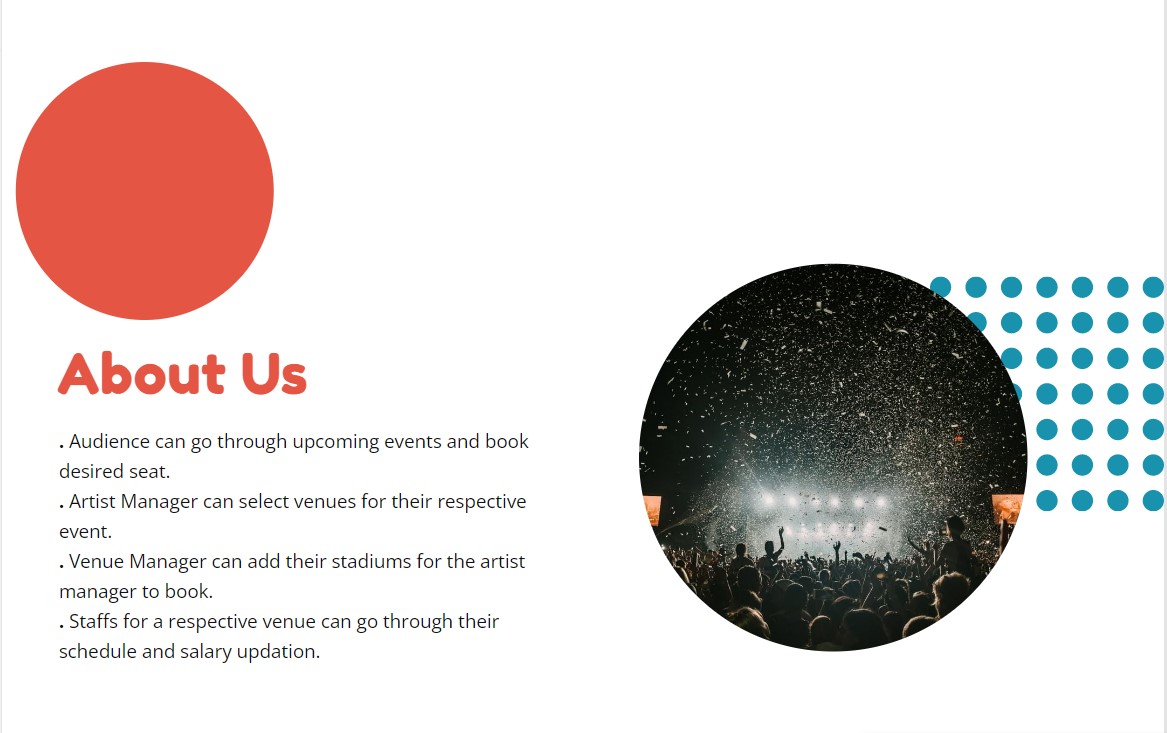 About Us
. Audience can go through upcoming events and book
desired seat.
. Artist Manager can select venues for their respective
event.
. Venue Manager can add their stadiums for the artist
manager to book.
. Staffs for a respective venue can go through their
schedule and salary updation.